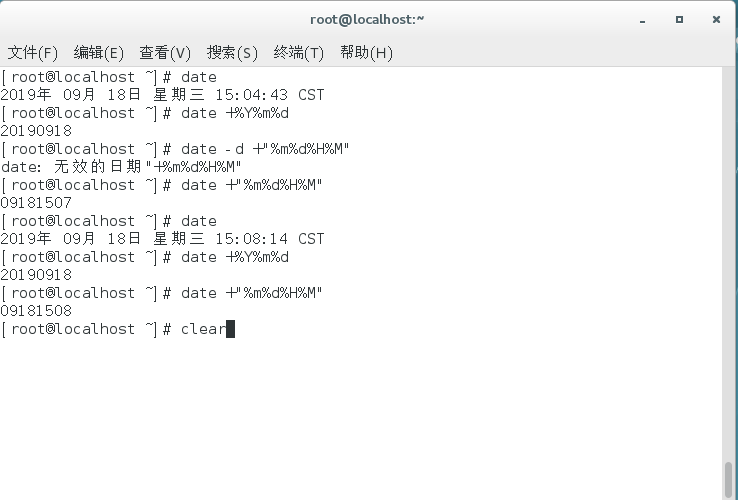 root@localhost:~
文件(F) 编辑(E) 查看(V) 搜索(S) 终端(T) 帮助(H)
[root@localhost ~]# date
2019年 09月 18日 星期三 15:04:43 CST
[root@localhost ~]# date +%Y%m%d
20190918
[root@localhost ~]# date -d +"%m%d%H%M"
date: 无效的日期"+%m%d%H%M"
[root@localhost ~]# date +"%m%d%H%M"
09181507
[root@localhost ~]# date
2019年 09月 18日 星期三 15:08:14 CST
[root@localhost ~]# date +%Y%m%d
20190918
[root@localhost ~]# date +"%m%d%H%M"
09181508
[root@localhost ~]# clear